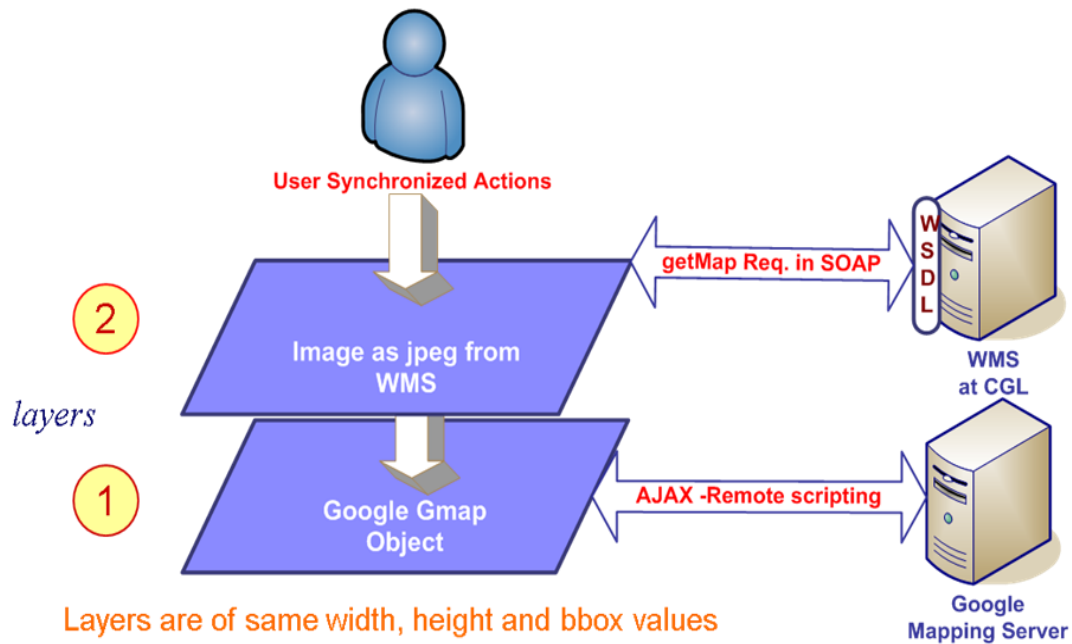 User Synchronized Actions
getMap Req. in SOAP
WSDL
2
Image as jpeg from
WMS
WMS
at CGL
layers
1
Google Gmap
Object
AJAX -Remote scripting
Google
Mapping Server
Layers are of same width, height and bbox values